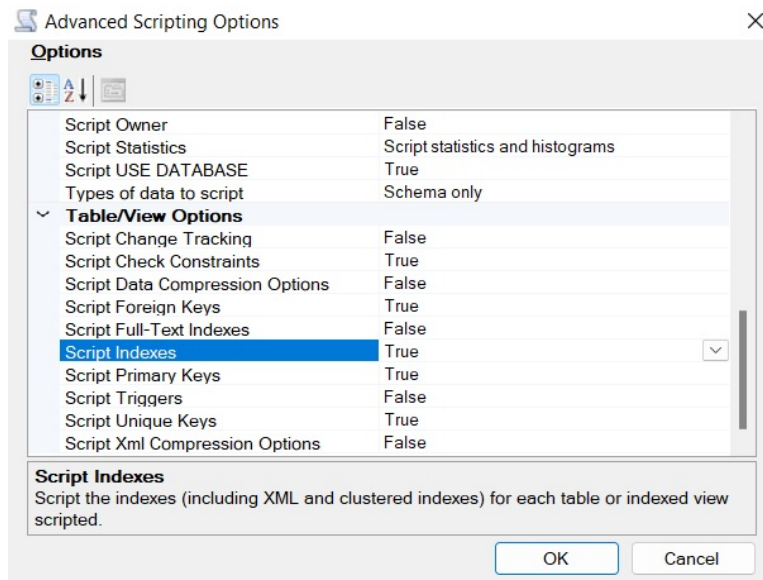 Advanced Scripting Options
Options
Script Owner False
Script Statistics Script statistics and histograms
Script USE DATABASE True
Types of data to script Schema only
Table/View Options
Script Change Tracking False
Script Check Constraints True
Script Data Compression Options False
Script Foreign Keys True
Script Full-Text Indexes False
Script Indexes True
Script Primary Keys True
Script Triggers False
Script Unique Keys True
Script Xml Compression Options False
Script Indexes
Script the indexes (including XML and clustered indexes) for each table or indexed view
scripted.
OK Cancel